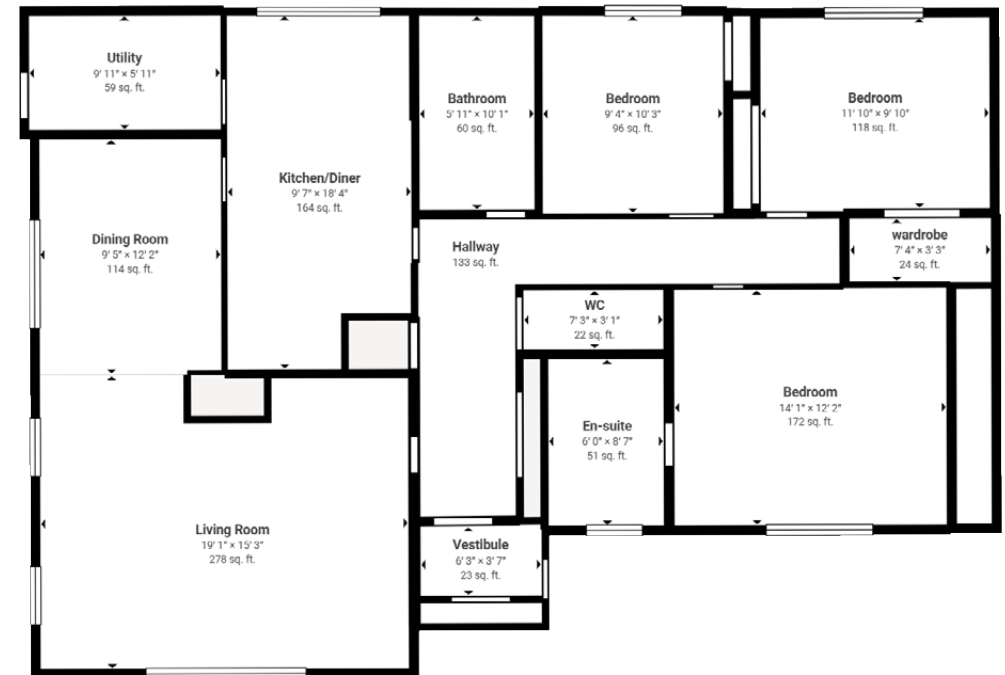 Utility
9' 11" × 5' 11"
59 sq. ft.
Kitchen/Diner
9' 7" × 18' 4"
164 sq. ft.
Bathroom
5' 11" × 10' 1"
60 sq. ft.
Bedroom
9' 4" × 10' 3"
96 sq. ft.
Bedroom
11' 10" × 9' 10"
118 sq. ft.
Dining Room
9' 5" × 12' 2"
114 sq. ft.
Hallway
133 sq. ft.
wardrobe
7' 4" × 3' 3"
24 sq. ft.
WC
7' 3" × 3' 1"
22 sq. ft.
Bedroom
14' 1" × 12' 2"
172 sq. ft.
En-suite
6' 0" × 8' 7"
51 sq. ft.
Living Room
19' 1" × 15' 3"
278 sq. ft.
Vestibule
6' 3" × 3' 7"
23 sq. ft.